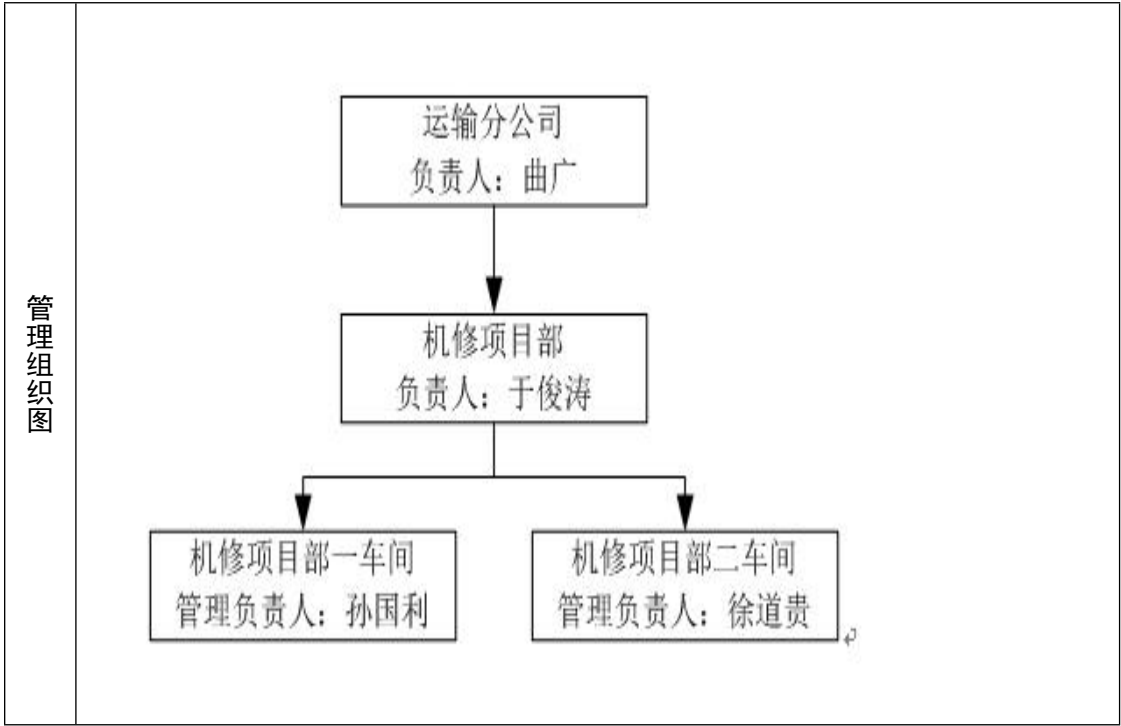 管理组织图
运输分公司
负责人：曲广
机修项目部
负责人：于俊涛
机修项目部一车间
管理负责人：孙国利
机修项目部二车间
管理负责人：徐道贵